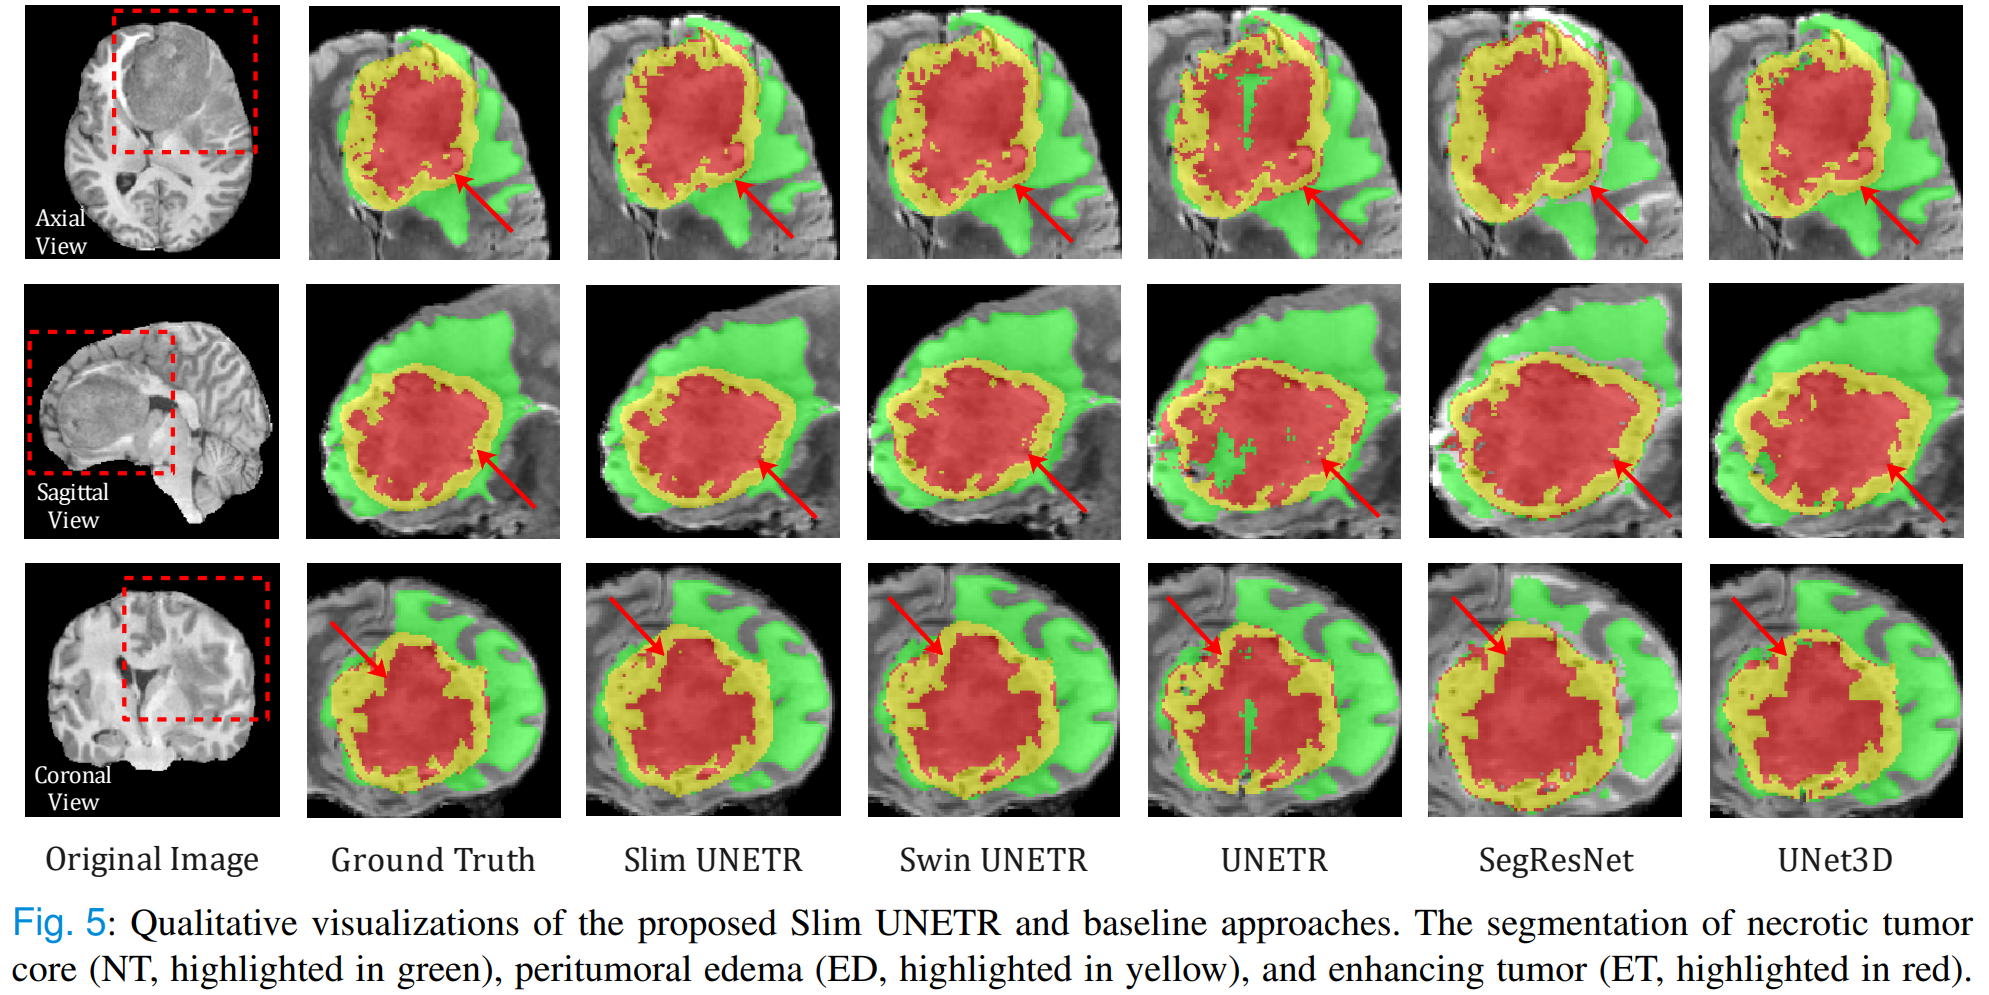 Axial
View
Sagittal
View
Coronal
View
Original Image Ground Truth Slim UNETR Swin UNETR UNETR SegResNet UNet3D
Fig. 5: Qualitative visualizations of the proposed Slim UNETR and baseline approaches. The segmentation of necrotic tumor
core (NT, highlighted in green), peritumoral edema (ED, highlighted in yellow), and enhancing tumor (ET, highlighted in red).